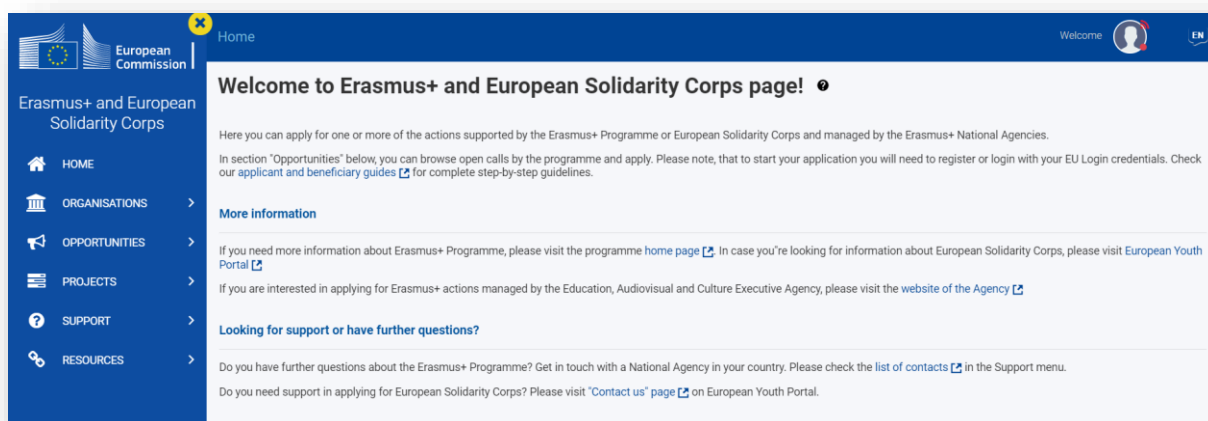 European
Commission
Erasmus+ and European
Solidarity Corps
HOME
ORGANISATIONS
OPPORTUNITIES
PROJECTS
SUPPORT
RESOURCES
Home
Welcome
EN
Welcome to Erasmus+ and European Solidarity Corps page!
Here you can apply for one or more of the actions supported by the Erasmus+ Programme or European Solidarity Corps and managed by the Erasmus+ National Agencies.
In section "Opportunities" below, you can browse open calls by the programme and apply. Please note, that to start your application you will need to register or login with your EU Login credentials. Check
our applicant and beneficiary guides for complete step-by-step guidelines.
More information
If you need more information about Erasmus+ Programme, please visit the programme home page . In case you"re looking for information about European Solidarity Corps, please visit European Youth
Portal
If you are interested in applying for Erasmus+ actions managed by the Education, Audiovisual and Culture Executive Agency, please visit the website of the Agency
Looking for support or have further questions?
Do you have further questions about the Erasmus+ Programme? Get in touch with a National Agency in your country. Please check the list of contacts in the Support menu.
Do you need support in applying for European Solidarity Corps? Please visit "Contact us" page on European Youth Portal.